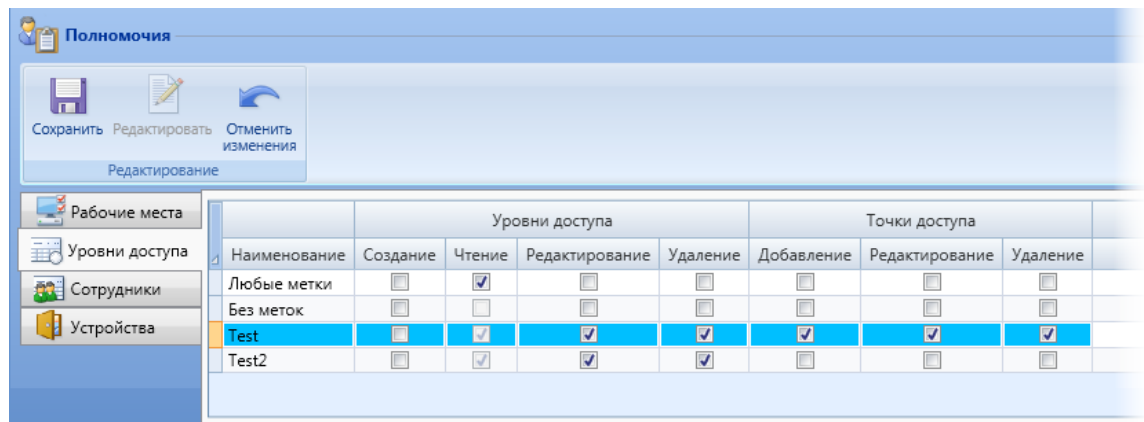 Полномочия
Сохранить Редактировать Отменить изменения
Редактирование
Рабочие места
Уровни доступа
Сотрудники
Устройства
Уровни доступа Точки доступа
Наименование Создание Чтение Редактирование Удаление Добавление Редактирование Удаление
Любые метки
Без меток
Test
Test2